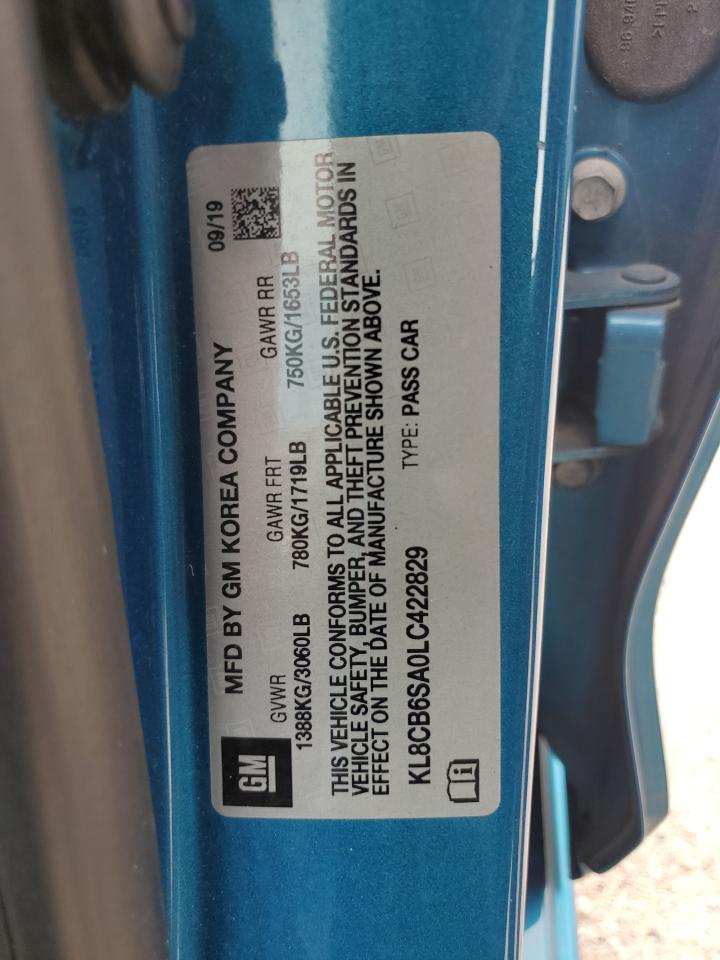 GM
MFD BY GM KOREA COMPANY 09/19
GVWR GAWR FRT GAWR RR
1388KG/3060LB 780KG/1719LB 750KG/1653LB
THIS VEHICLE CONFORMS TO ALL APPLICABLE U.S. FEDERAL MOTOR
VEHICLE SAFETY, BUMPER, AND THEFT PREVENTION STANDARDS IN
EFFECT ON THE DATE OF MANUFACTURE SHOWN ABOVE.
KL8CB6SA0LC422829 TYPE: PASS CAR